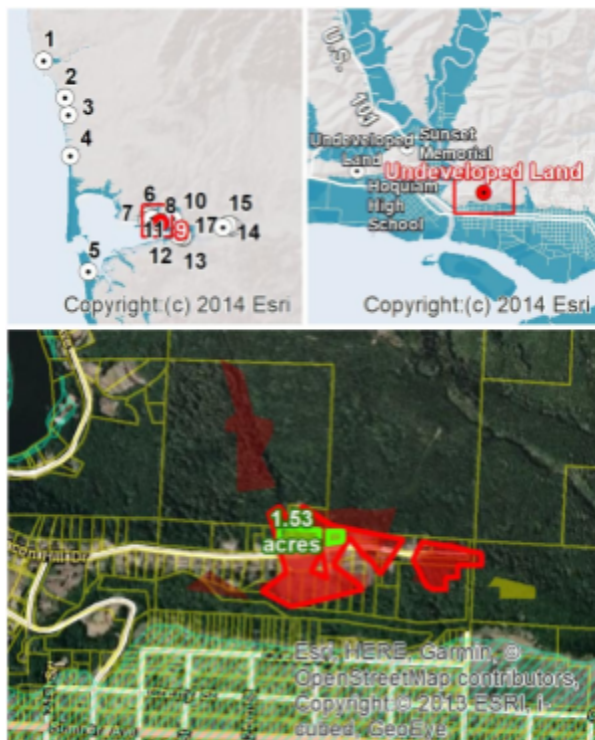 1
2
3
4
5
6
7
8
9
10
11
12
13
14
15
17
Copyright:(c) 2014 Esri
U.S.
101
Undeveloped
Land
Sunset
Memorial
Undeveloped Land
Hoquiam
High
School
Copyright:(c) 2014 Esri
1.53
acres
Esri, HERE, Garmin, ©
OpenStreetMap contributors,
Copyright:© 2013 ESRI, i-
cubed, GeoEye
Sumner Ave